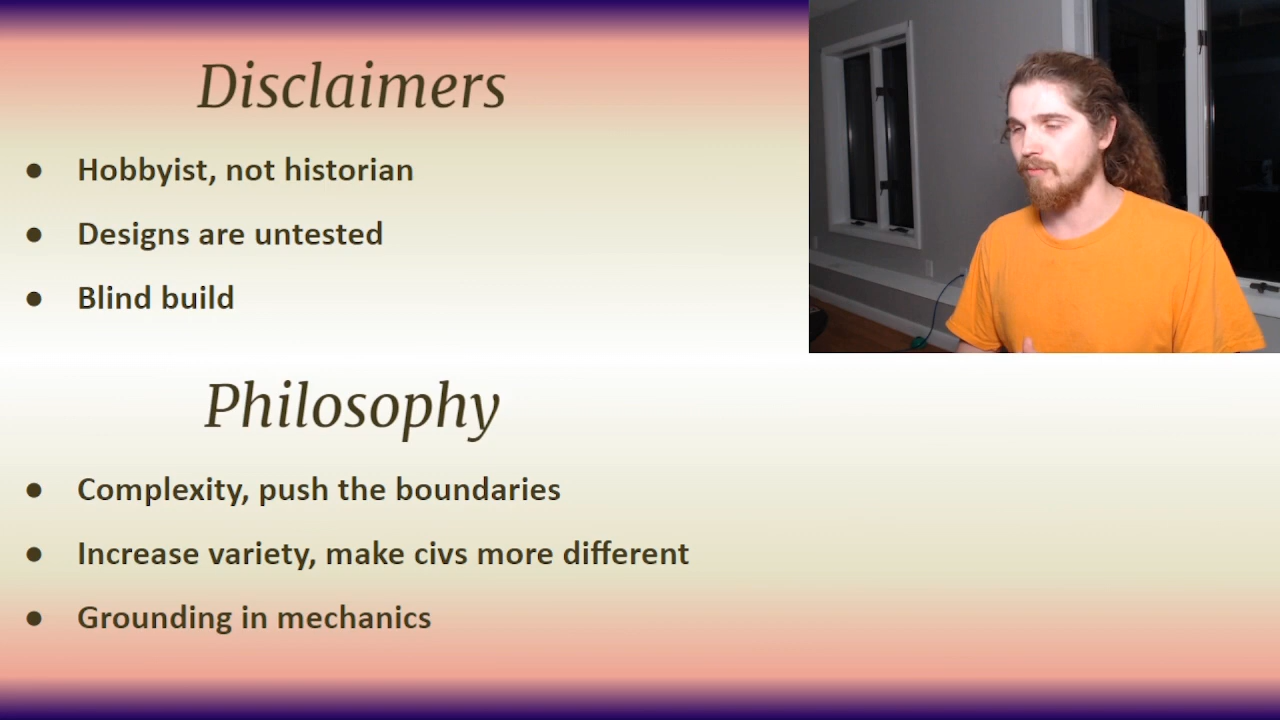 Disclaimers
● Hobbyist, not historian
● Designs are untested
● Blind build
Philosophy
● Complexity, push the boundaries
● Increase variety, make civs more different
● Grounding in mechanics